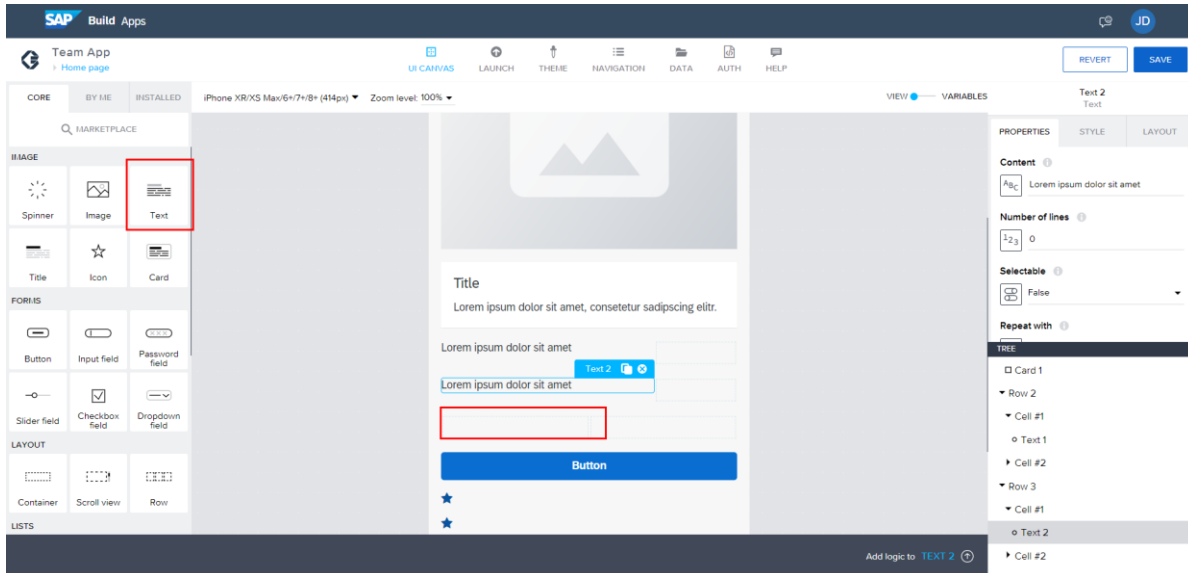 SAP Build Apps
JD
Team App
Home page
UI CANVAS LAUNCH THEME NAVIGATION DATA AUTH HELP
REVERT SAVE
CORE BY ME INSTALLED
iPhone XR/XS Max/6+/7+/8+ (414px) Zoom level: 100%
VIEW VARIABLES
Text 2
Text
MARKETPLACE
PROPERTIES STYLE LAYOUT
IMAGE
Content
ABC Lorem ipsum dolor sit amet
Spinner Image Text
Number of lines
123 0
Title Icon Card
Selectable
False
Title
Lorem ipsum dolor sit amet, consetetur sadipscing elitr.
FORMS
Repeat with
Button Input field Password field
Lorem ipsum dolor sit amet
TREE
Text 2
Lorem ipsum dolor sit amet
Card 1
Row 2
Cell #1
Text 1
Cell #2
Row 3
Cell #1
Text 2
Cell #2
Slider field Checkbox field Dropdown field
LAYOUT
Button
Container Scroll view Row
LISTS
Add logic to TEXT 2